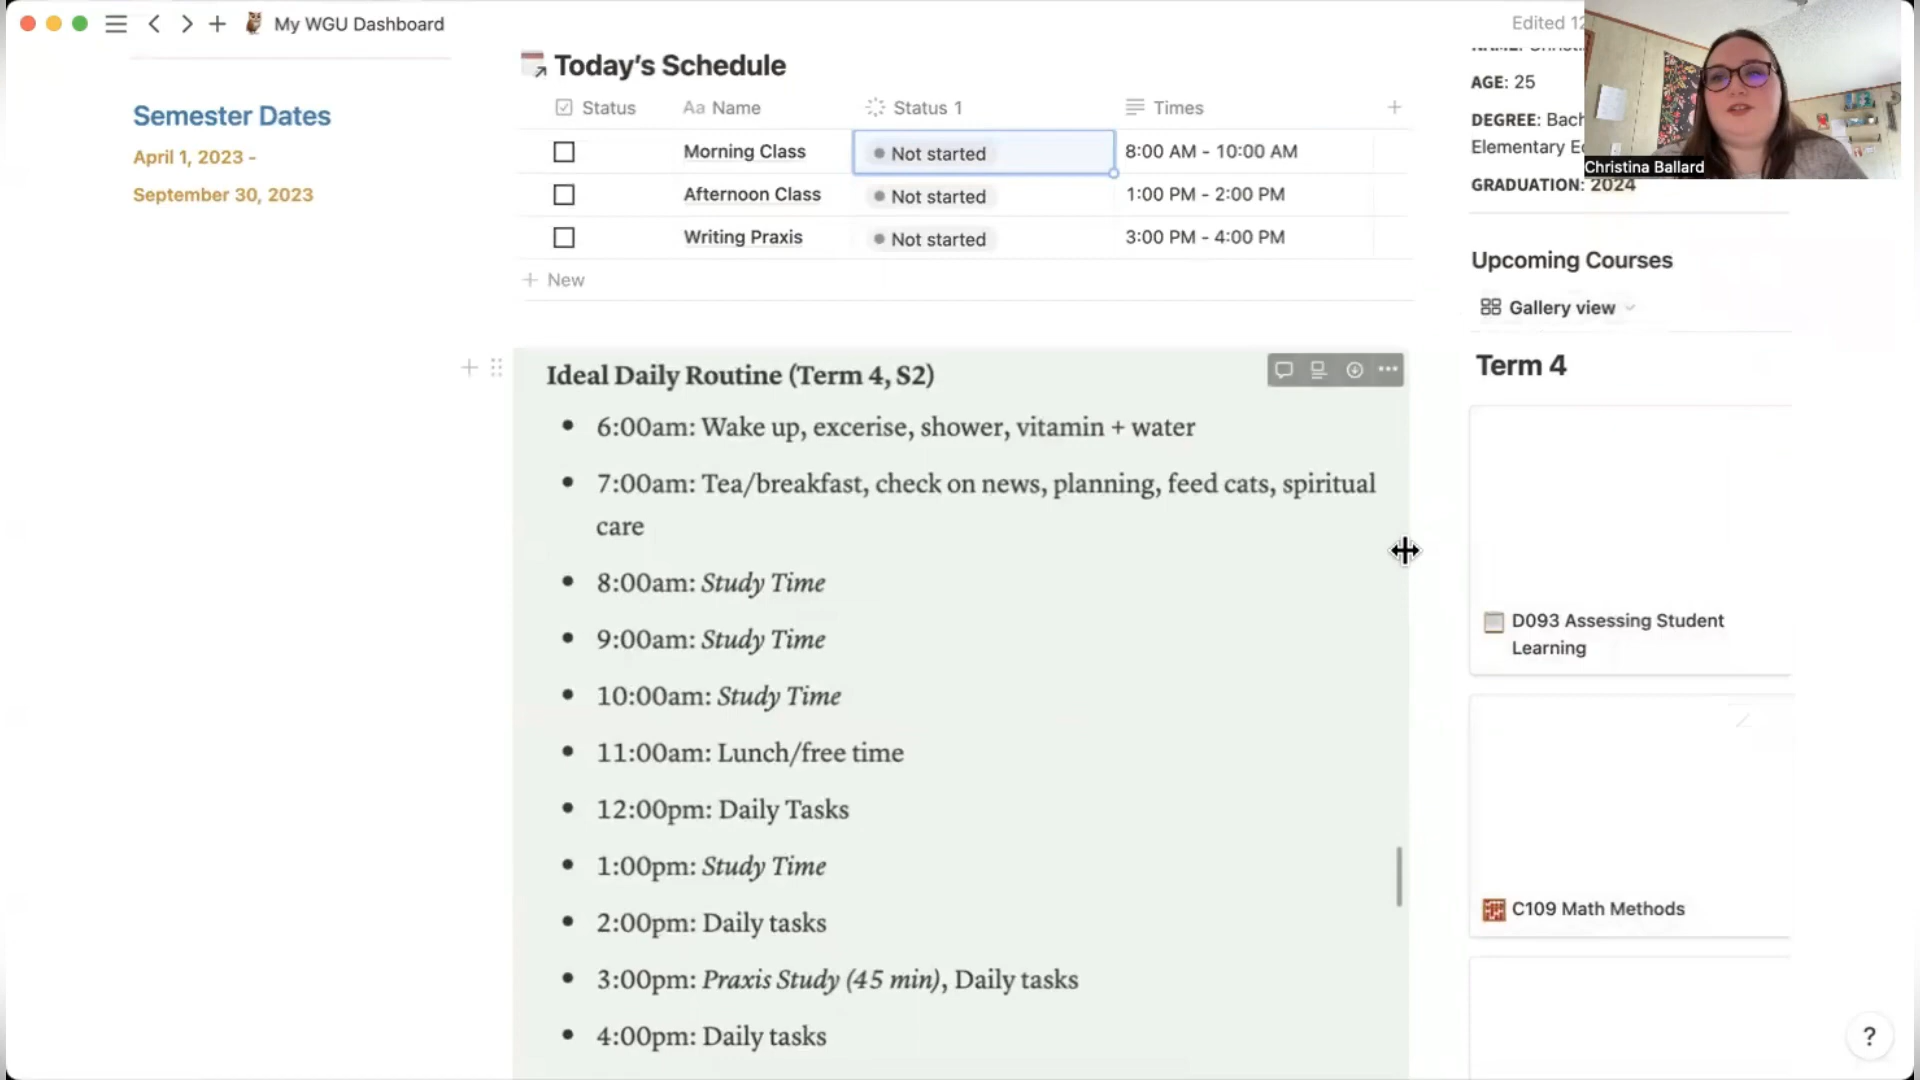 My WGU Dashboard
Edited 12
Semester Dates
April 1, 2023 -
September 30, 2023
Today's Schedule
Status Aa Name Status 1 Times
Morning Class Not started 8:00 AM - 10:00 AM
Afternoon Class Not started 1:00 PM - 2:00 PM
Writing Praxis Not started 3:00 PM - 4:00 PM
New
Ideal Daily Routine (Term 4, S2)
• 6:00am: Wake up, excerise, shower, vitamin + water
• 7:00am: Tea/breakfast, check on news, planning, feed cats, spiritual
care
• 8:00am: Study Time
• 9:00am: Study Time
• 10:00am: Study Time
• 11:00am: Lunch/free time
• 12:00pm: Daily Tasks
• 1:00pm: Study Time
• 2:00pm: Daily tasks
• 3:00pm: Praxis Study (45 min), Daily tasks
• 4:00pm: Daily tasks
AGE: 25
DEGREE: Bach
Elementary E
GRADUATION: 2024
Christina Ballard
Upcoming Courses
Gallery view
Term 4
D093 Assessing Student
Learning
C109 Math Methods
?